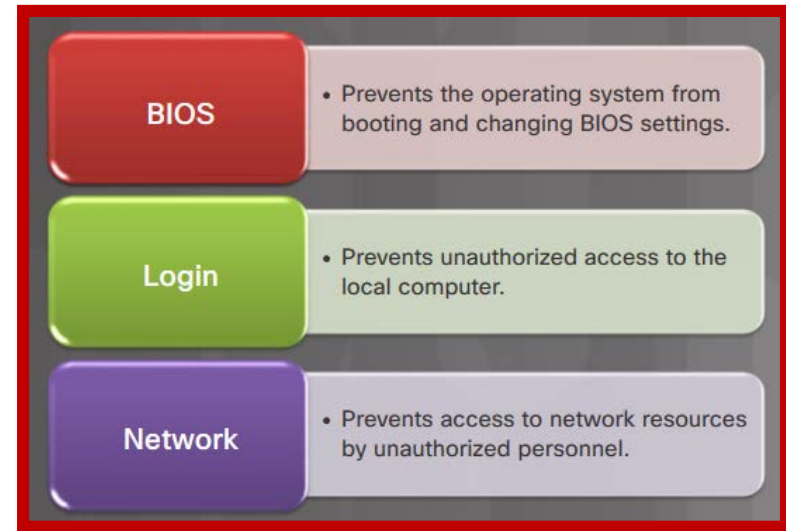 BIOS
• Prevents the operating system from
booting and changing BIOS settings.
Login
• Prevents unauthorized access to the
local computer.
Network
• Prevents access to network resources
by unauthorized personnel.